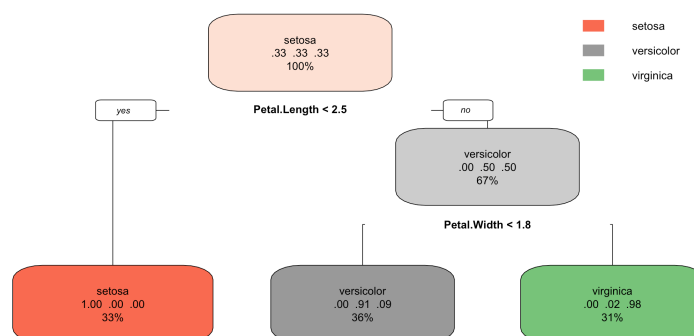 setosa
.33 .33 .33
100%
setosa
versicolor
virginica
yes
Petal.Length < 2.5
no
versicolor
.00 .50 .50
67%
Petal.Width < 1.8
setosa
1.00 .00 .00
33%
versicolor
.00 .91 .09
36%
virginica
.00 .02 .98
31%